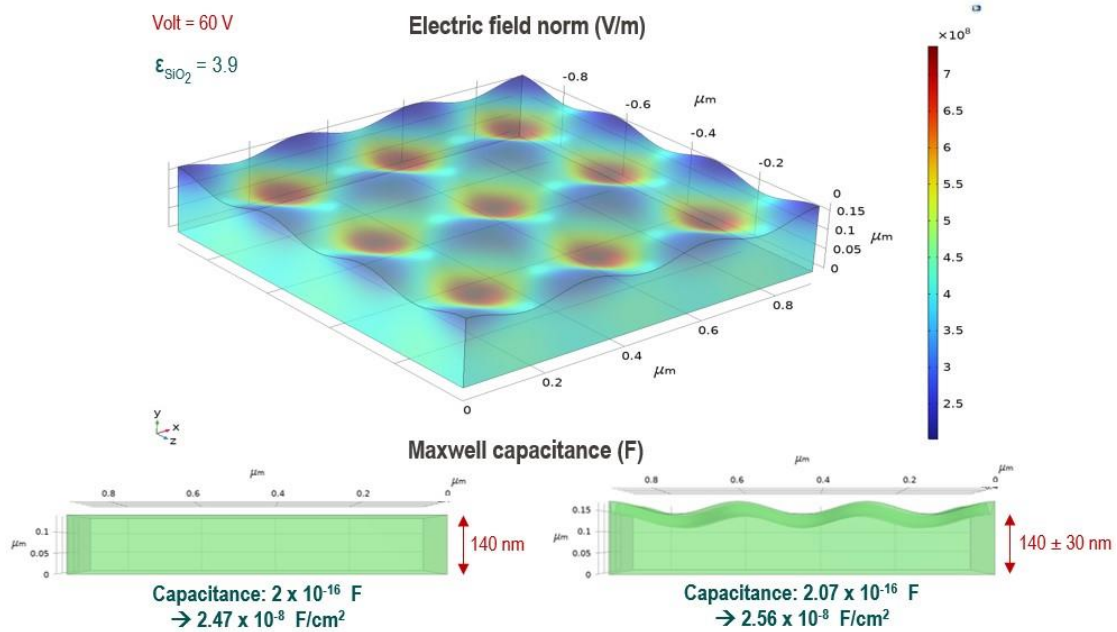 Volt = 60 V
Electric field norm (V/m)
ε_SiO₂ = 3.9
×10⁸
7
6.5
6
5.5
5
4.5
4
3.5
3
2.5
-0.8
-0.6
μm
-0.4
-0.2
0
0.15
0.1
μm
0.05
0
0.8
0.6
μm
0.4
0.2
0
y
x
z
Maxwell capacitance (F)
μm
μm
0.8
0.6
0.4
0.2
0
0.1
μm
0.05
0
140 nm
Capacitance: 2 x 10⁻¹⁶ F
→ 2.47 x 10⁻⁸ F/cm²
μm
μm
0.8
0.6
0.4
0.2
0
0.15
0.1
μm
0.05
0
140 ± 30 nm
Capacitance: 2.07 x 10⁻¹⁶ F
→ 2.56 x 10⁻⁸ F/cm²